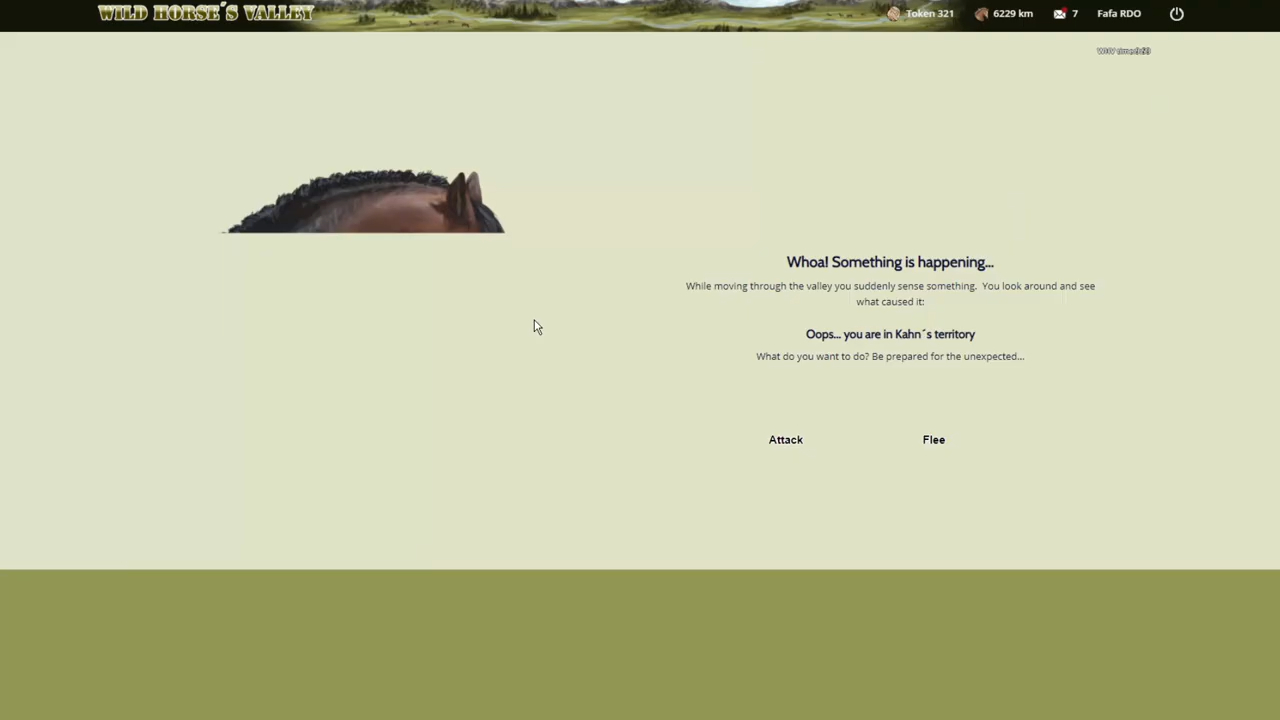 WILD HORSE´S VALLEY
Token 321
6229 km
7
Fafa RDO
Whoa! Something is happening...
While moving through the valley you suddenly sense something. You look around and see
what caused it:
Oops... you are in Kahn´s territory
What do you want to do? Be prepared for the unexpected...
Attack
Flee